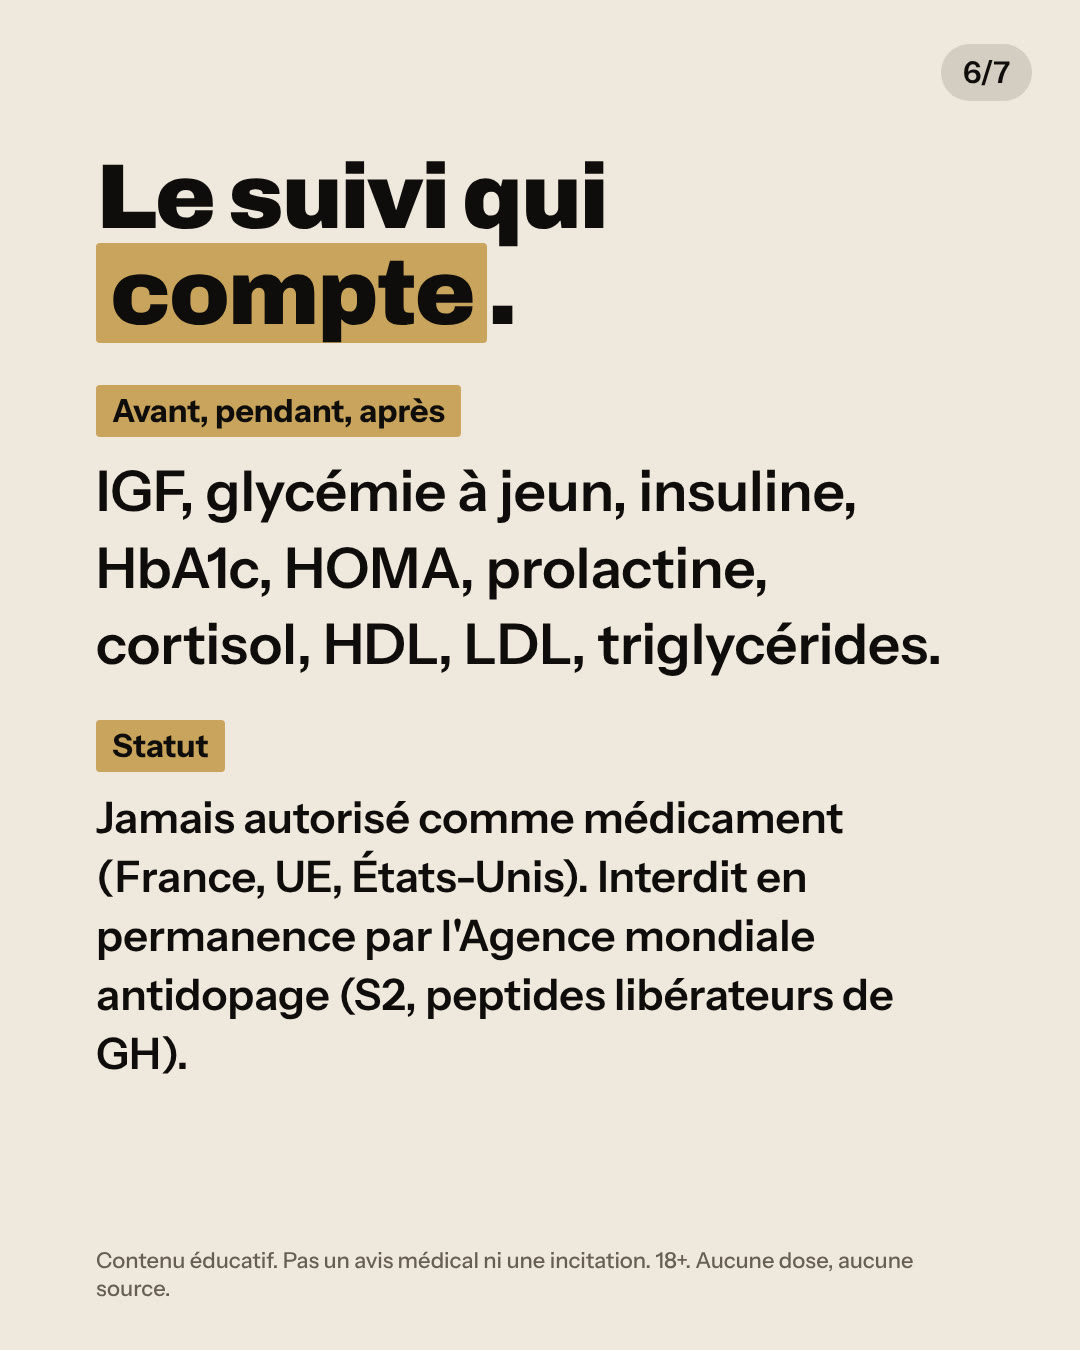 6/7
Le suivi qui
compte.
Avant, pendant, après
IGF, glycémie à jeun, insuline,
HbA1c, HOMA, prolactine,
cortisol, HDL, LDL, triglycérides.
Statut
Jamais autorisé comme médicament
(France, UE, États-Unis). Interdit en
permanence par l'Agence mondiale
antidopage (S2, peptides libérateurs de
GH).
Contenu éducatif. Pas un avis médical ni une incitation. 18+. Aucune dose, aucune
source.